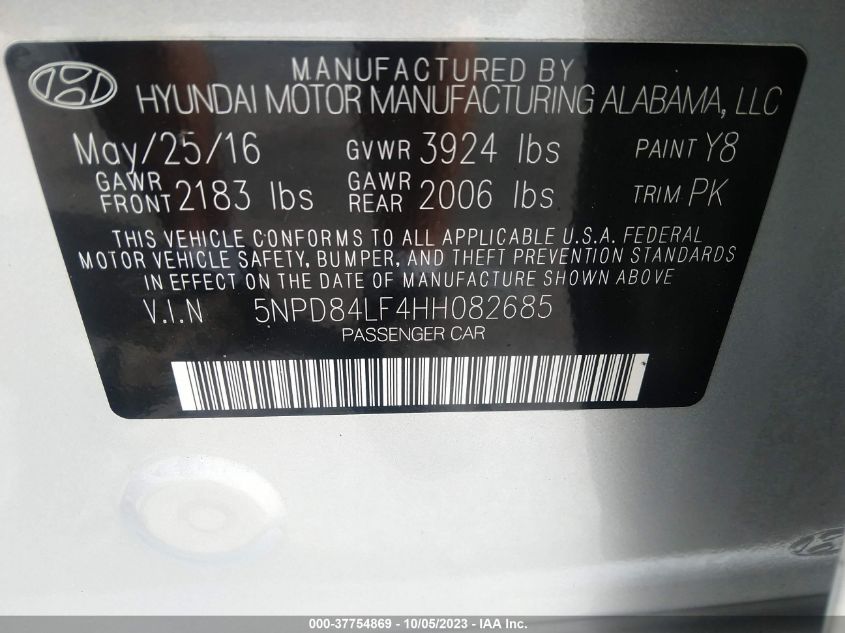 MANUFACTURED BY
HYUNDAI MOTOR MANUFACTURING ALABAMA, LLC
May/25/16 GVWR 3924 lbs PAINT Y8
GAWR FRONT 2183 lbs GAWR REAR 2006 lbs TRIM PK
THIS VEHICLE CONFORMS TO ALL APPLICABLE U.S.A. FEDERAL
MOTOR VEHICLE SAFETY, BUMPER, AND THEFT PREVENTION STANDARDS
IN EFFECT ON THE DATE OF MANUFACTURE SHOWN ABOVE
V.I.N 5NPD84LF4HH082685
PASSENGER CAR
000-37754869 - 10/05/2023 - IAA Inc.